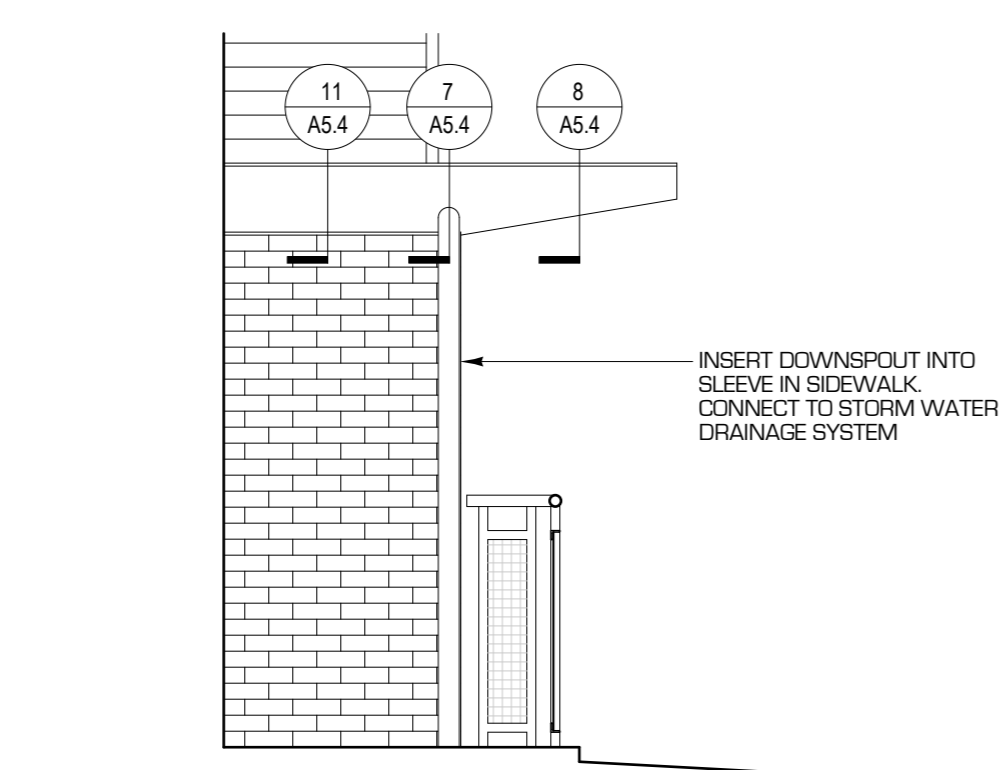 11
A5.4
7
A5.4
8
A5.4
INSERT DOWNSPOUT INTO
SLEEVE IN SIDEWALK.
CONNECT TO STORM WATER
DRAINAGE SYSTEM